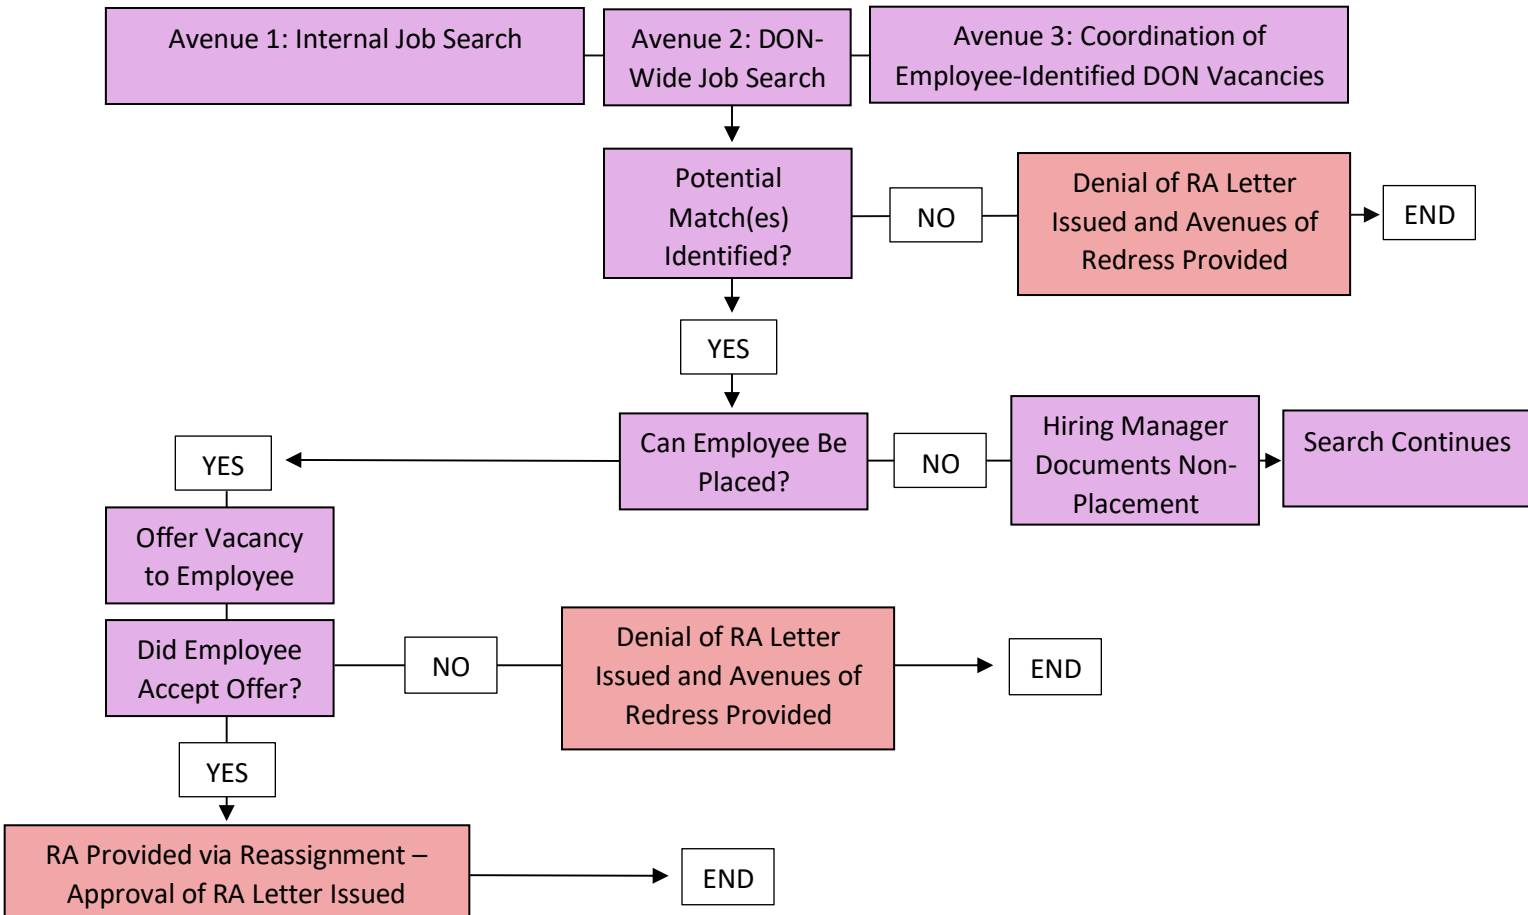 Avenue 1: Internal Job Search
Avenue 2: DON-
Wide Job Search
Avenue 3: Coordination of
Employee-Identified DON Vacancies
Potential
Match(es)
Identified?
NO
Denial of RA Letter
Issued and Avenues of
Redress Provided
END
YES
Can Employee Be
Placed?
NO
Hiring Manager
Documents Non-
Placement
Search Continues
YES
Offer Vacancy
to Employee
Did Employee
Accept Offer?
NO
Denial of RA Letter
Issued and Avenues of
Redress Provided
END
YES
RA Provided via Reassignment –
Approval of RA Letter Issued
END